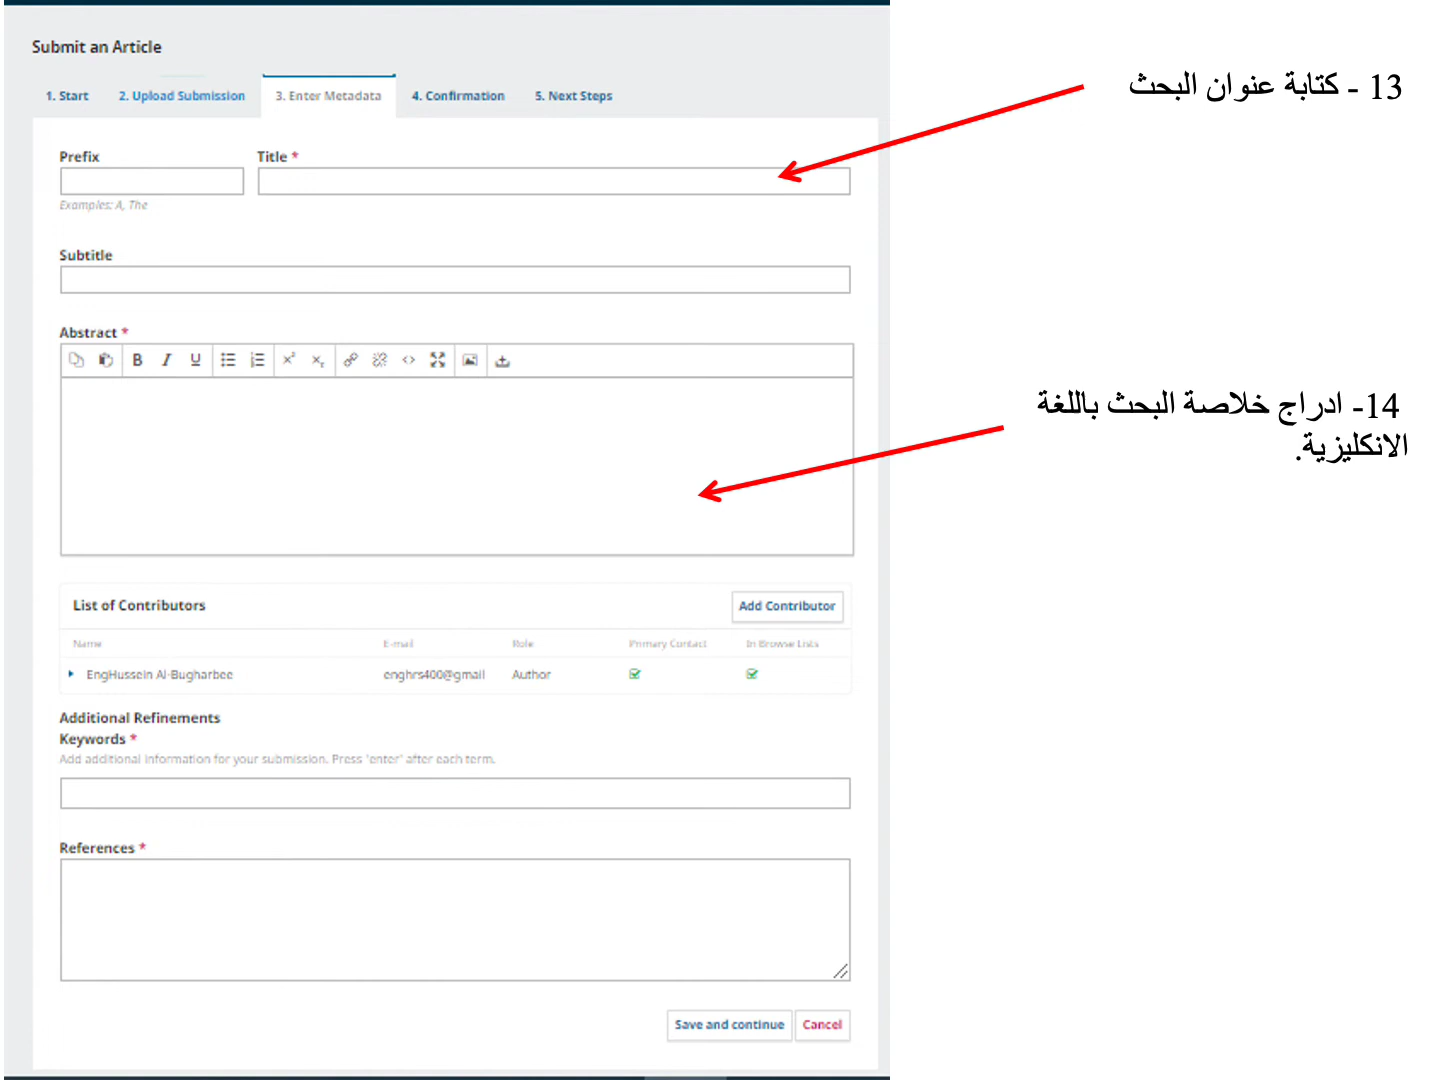 Submit an Article
1. Start 2. Upload Submission 3. Enter Metadata 4. Confirmation 5. Next Steps
13 - كتابة عنوان البحث
Prefix Title *
Examples: A, The
Subtitle
Abstract *
B I U
14- ادراج خلاصة البحث باللغة
الانكليزية.
List of Contributors Add Contributor
Name E-mail Role Primary Contact In Browse Lists
EngHussein Al-Bugharbee enghrs400@gmail Author
Additional Refinements
Keywords *
Add additional information for your submission. Press 'enter' after each term.
References *
Save and continue Cancel